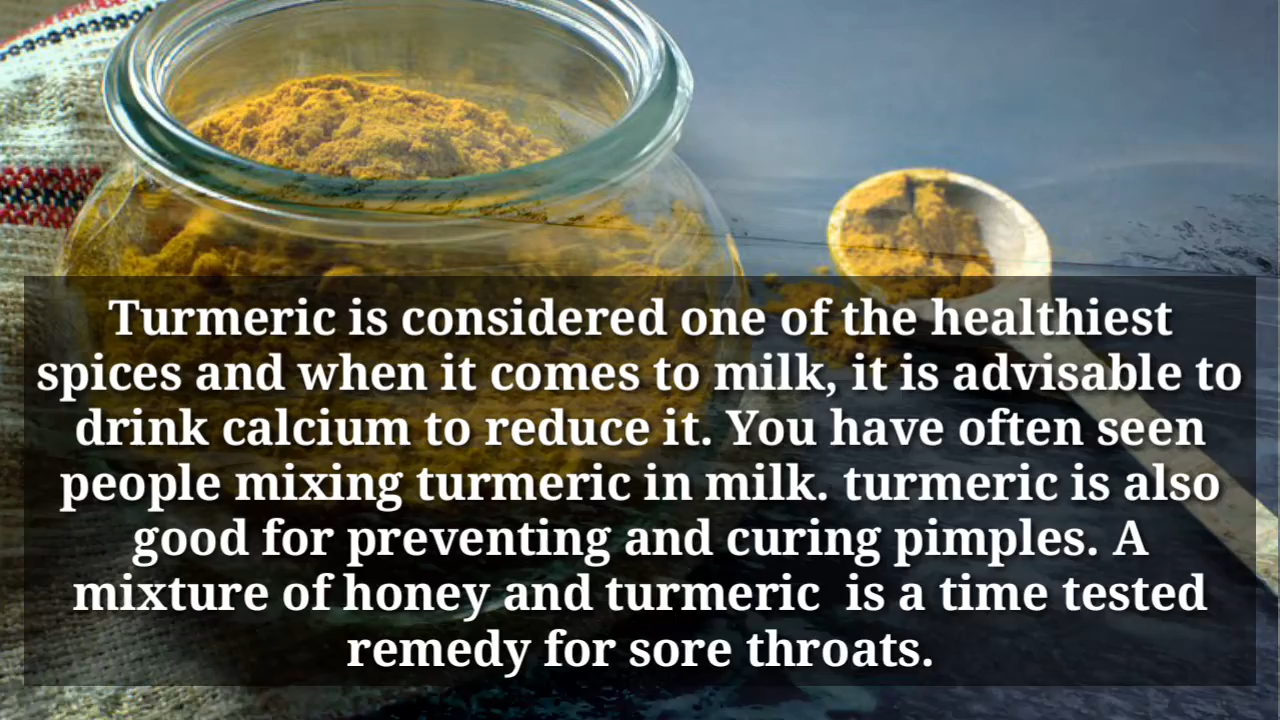 Turmeric is considered one of the healthiest
spices and when it comes to milk, it is advisable to
drink calcium to reduce it. You have often seen
people mixing turmeric in milk. turmeric is also
good for preventing and curing pimples. A
mixture of honey and turmeric  is a time tested
remedy for sore throats.